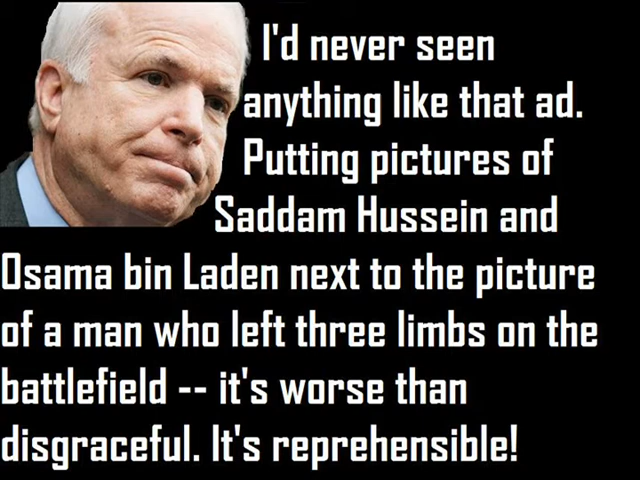 I'd never seen
anything like that ad.
Putting pictures of
Saddam Hussein and
Osama bin Laden next to the picture
of a man who left three limbs on the
battlefield -- it's worse than
disgraceful. It's reprehensible!